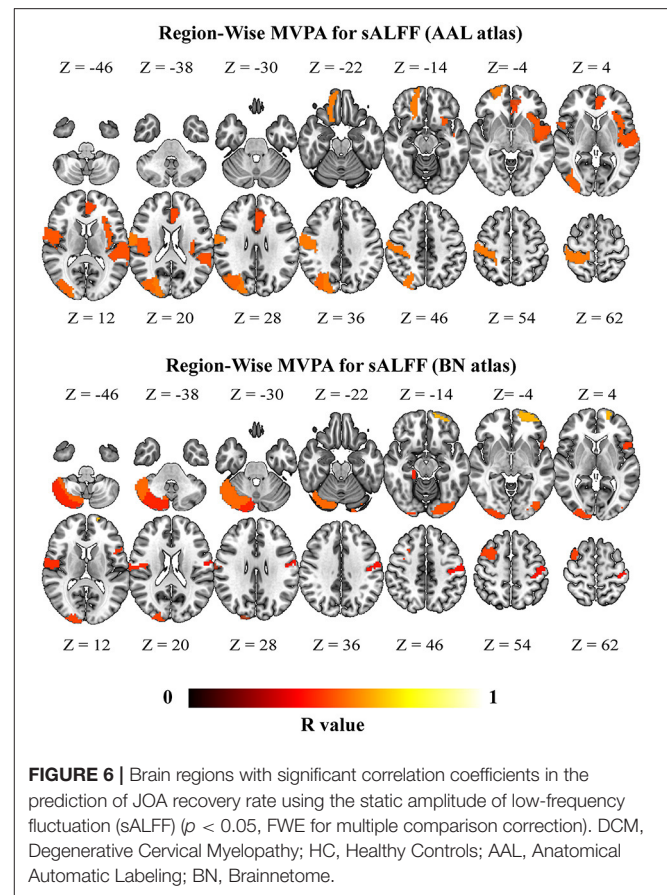 Region-Wise MVPA for sALFF (AAL atlas)
Z = -46 Z = -38 Z = -30 Z = -22 Z = -14 Z= -4 Z = 4
Z = 12 Z = 20 Z = 28 Z = 36 Z = 46 Z = 54 Z = 62
Region-Wise MVPA for sALFF (BN atlas)
Z = -46 Z = -38 Z = -30 Z = -22 Z = -14 Z= -4 Z = 4
Z = 12 Z = 20 Z = 28 Z = 36 Z = 46 Z = 54 Z = 62
0 1
R value
FIGURE 6 | Brain regions with significant correlation coefficients in the
prediction of JOA recovery rate using the static amplitude of low-frequency
fluctuation (sALFF) (p < 0.05, FWE for multiple comparison correction). DCM,
Degenerative Cervical Myelopathy; HC, Healthy Controls; AAL, Anatomical
Automatic Labeling; BN, Brainnetome.